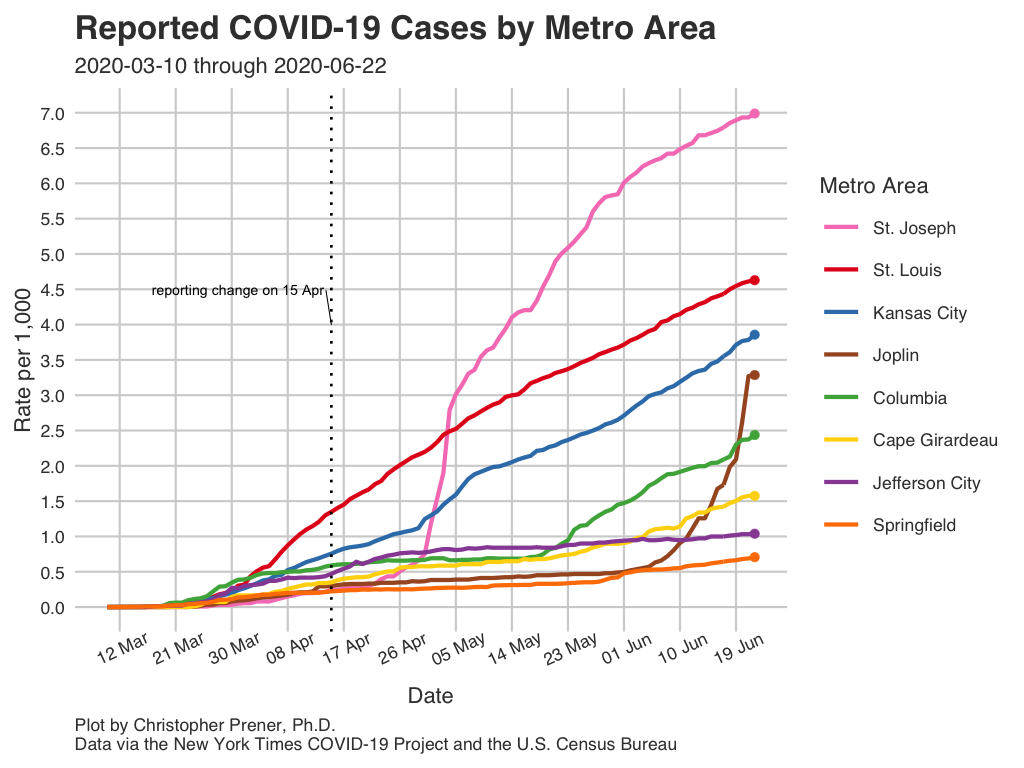 Reported COVID-19 Cases by Metro Area
2020-03-10 through 2020-06-22
7.0
6.5
6.0
5.5
5.0
4.5
4.0
3.5
3.0
2.5
2.0
1.5
1.0
0.5
0.0
Rate per 1,000
reporting change on 15 Apr
12 Mar
21 Mar
30 Mar
08 Apr
17 Apr
26 Apr
05 May
14 May
23 May
01 Jun
10 Jun
19 Jun
Date
Metro Area
St. Joseph
St. Louis
Kansas City
Joplin
Columbia
Cape Girardeau
Jefferson City
Springfield
Plot by Christopher Prener, Ph.D.
Data via the New York Times COVID-19 Project and the U.S. Census Bureau